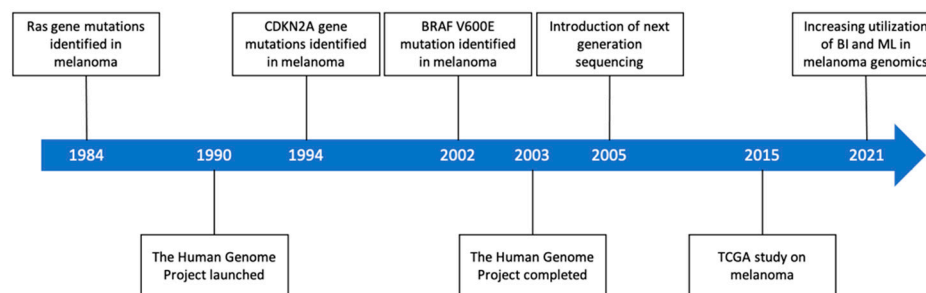 Ras gene mutations
identified in
melanoma
CDKN2A gene
mutations identified
in melanoma
BRAF V600E
mutation identified
in melanoma
Introduction of next
generation
sequencing
Increasing utilization
of BI and ML in
melanoma genomics
1984
1990
1994
2002
2003
2005
2015
2021
The Human Genome
Project launched
The Human Genome
Project completed
TCGA study on
melanoma